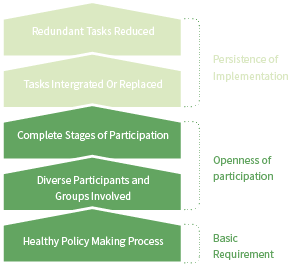 Redundant Tasks Reduced
Persistence of
Implementation
Tasks Intergrated Or Replaced
Complete Stages of Participation
Openness of
participation
Diverse Participants and
Groups Involved
Healthy Policy Making Process
Basic
Requirement